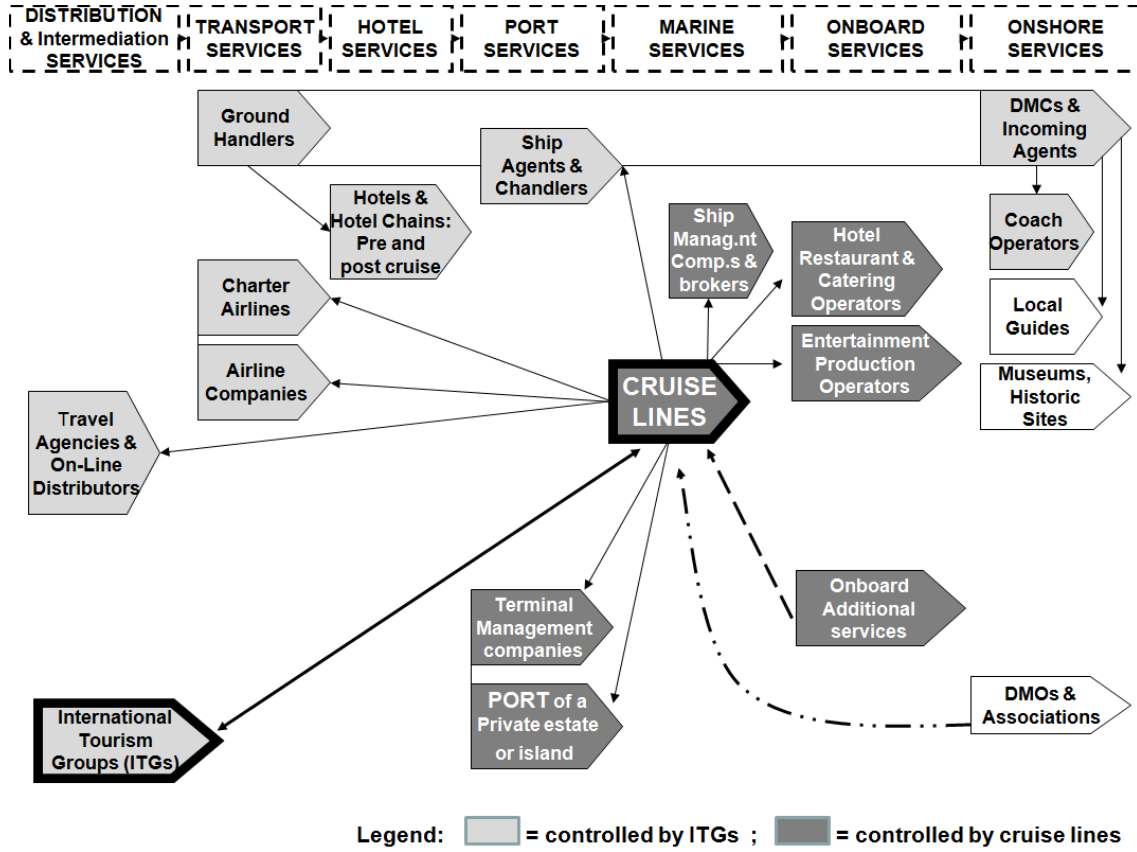 DISTRIBUTION
& Intermediation
SERVICES
TRANSPORT
SERVICES
HOTEL
SERVICES
PORT
SERVICES
MARINE
SERVICES
ONBOARD
SERVICES
ONSHORE
SERVICES
Ground
Handlers
Ship
Agents &
Chandlers
DMCs &
Incoming
Agents
Hotels &
Hotel Chains:
Pre and
post cruise
Ship
Manag.nt
Comp.s &
brokers
Hotel
Restaurant &
Catering
Operators
Coach
Operators
Charter
Airlines
Local
Guides
Airline
Companies
CRUISE
LINES
Entertainment
Production
Operators
Museums,
Historic
Sites
Travel
Agencies &
On-Line
Distributors
Terminal
Management
companies
Onboard
Additional
services
PORT of a
Private estate
or island
DMOs &
Associations
International
Tourism
Groups (ITGs)
Legend: = controlled by ITGs ; = controlled by cruise lines